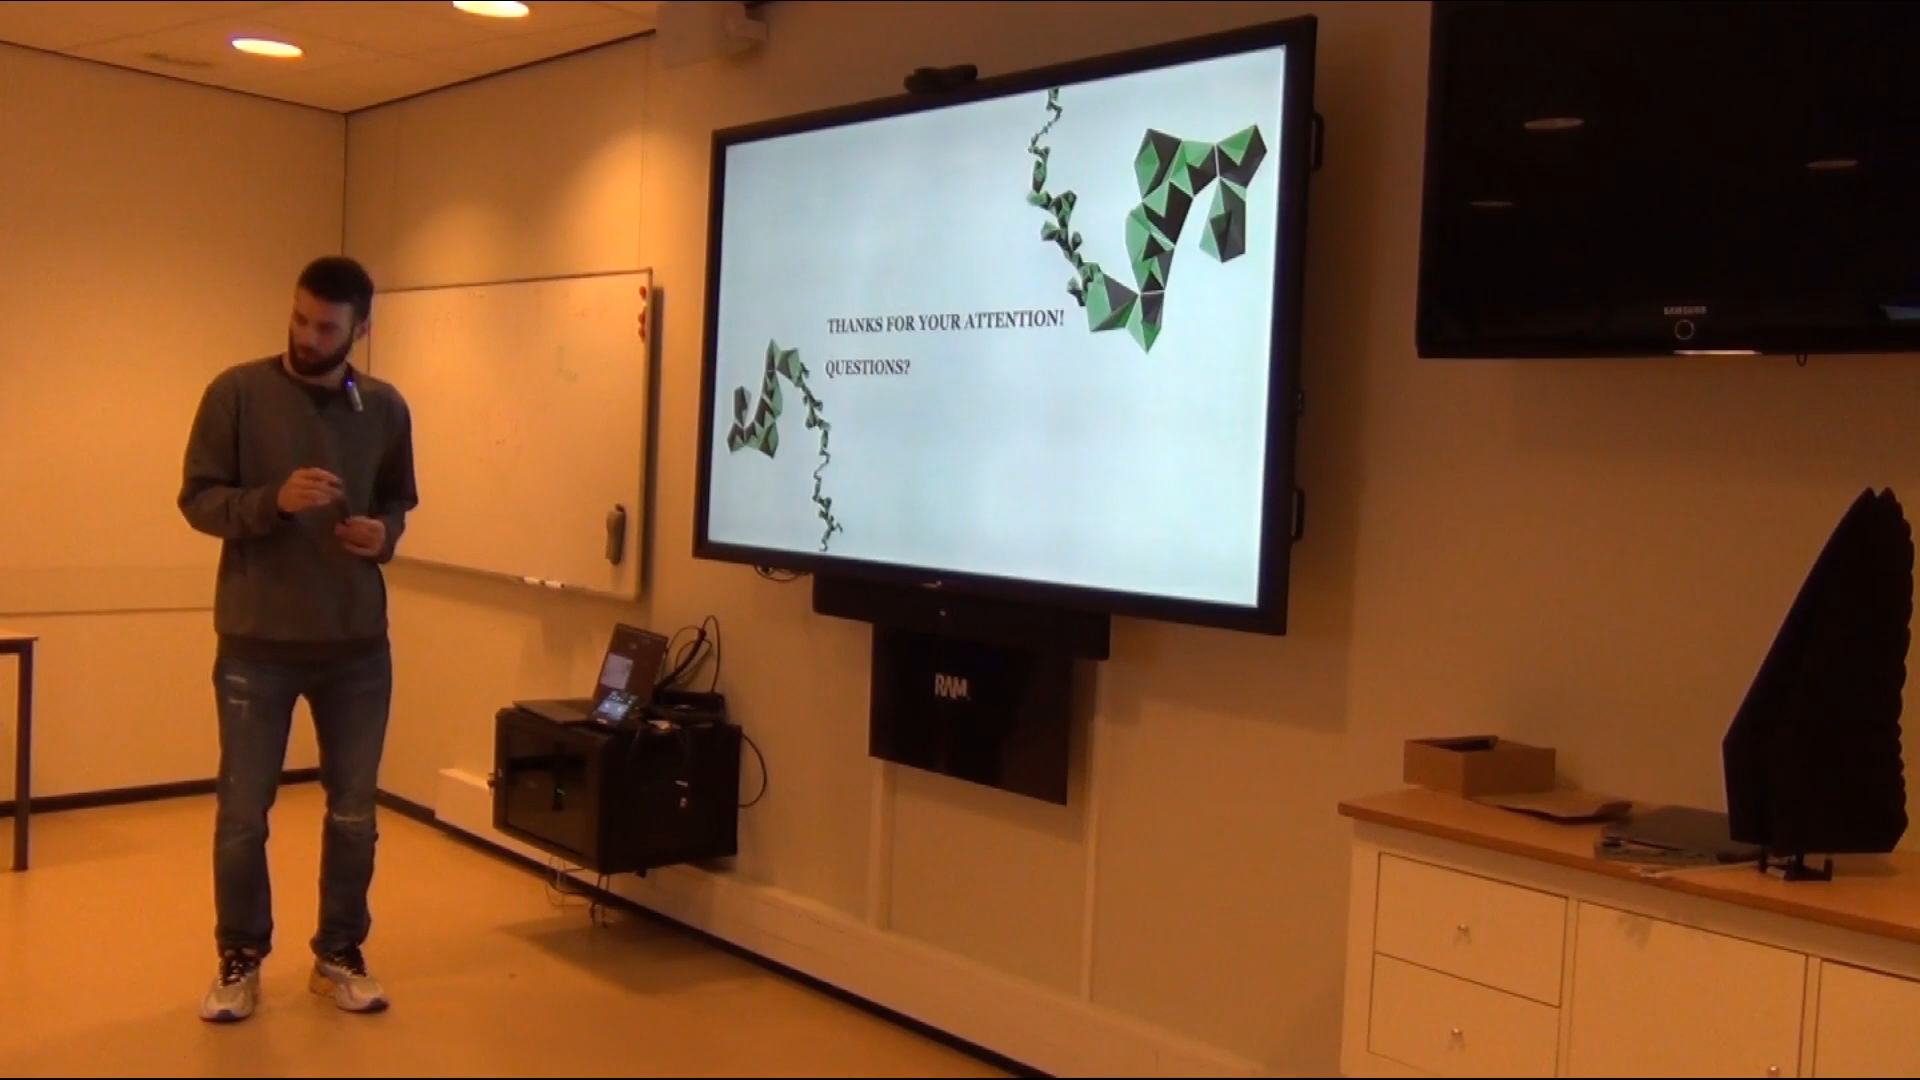 THANKS FOR YOUR ATTENTION!
QUESTIONS?
SAMSUNG
RAM